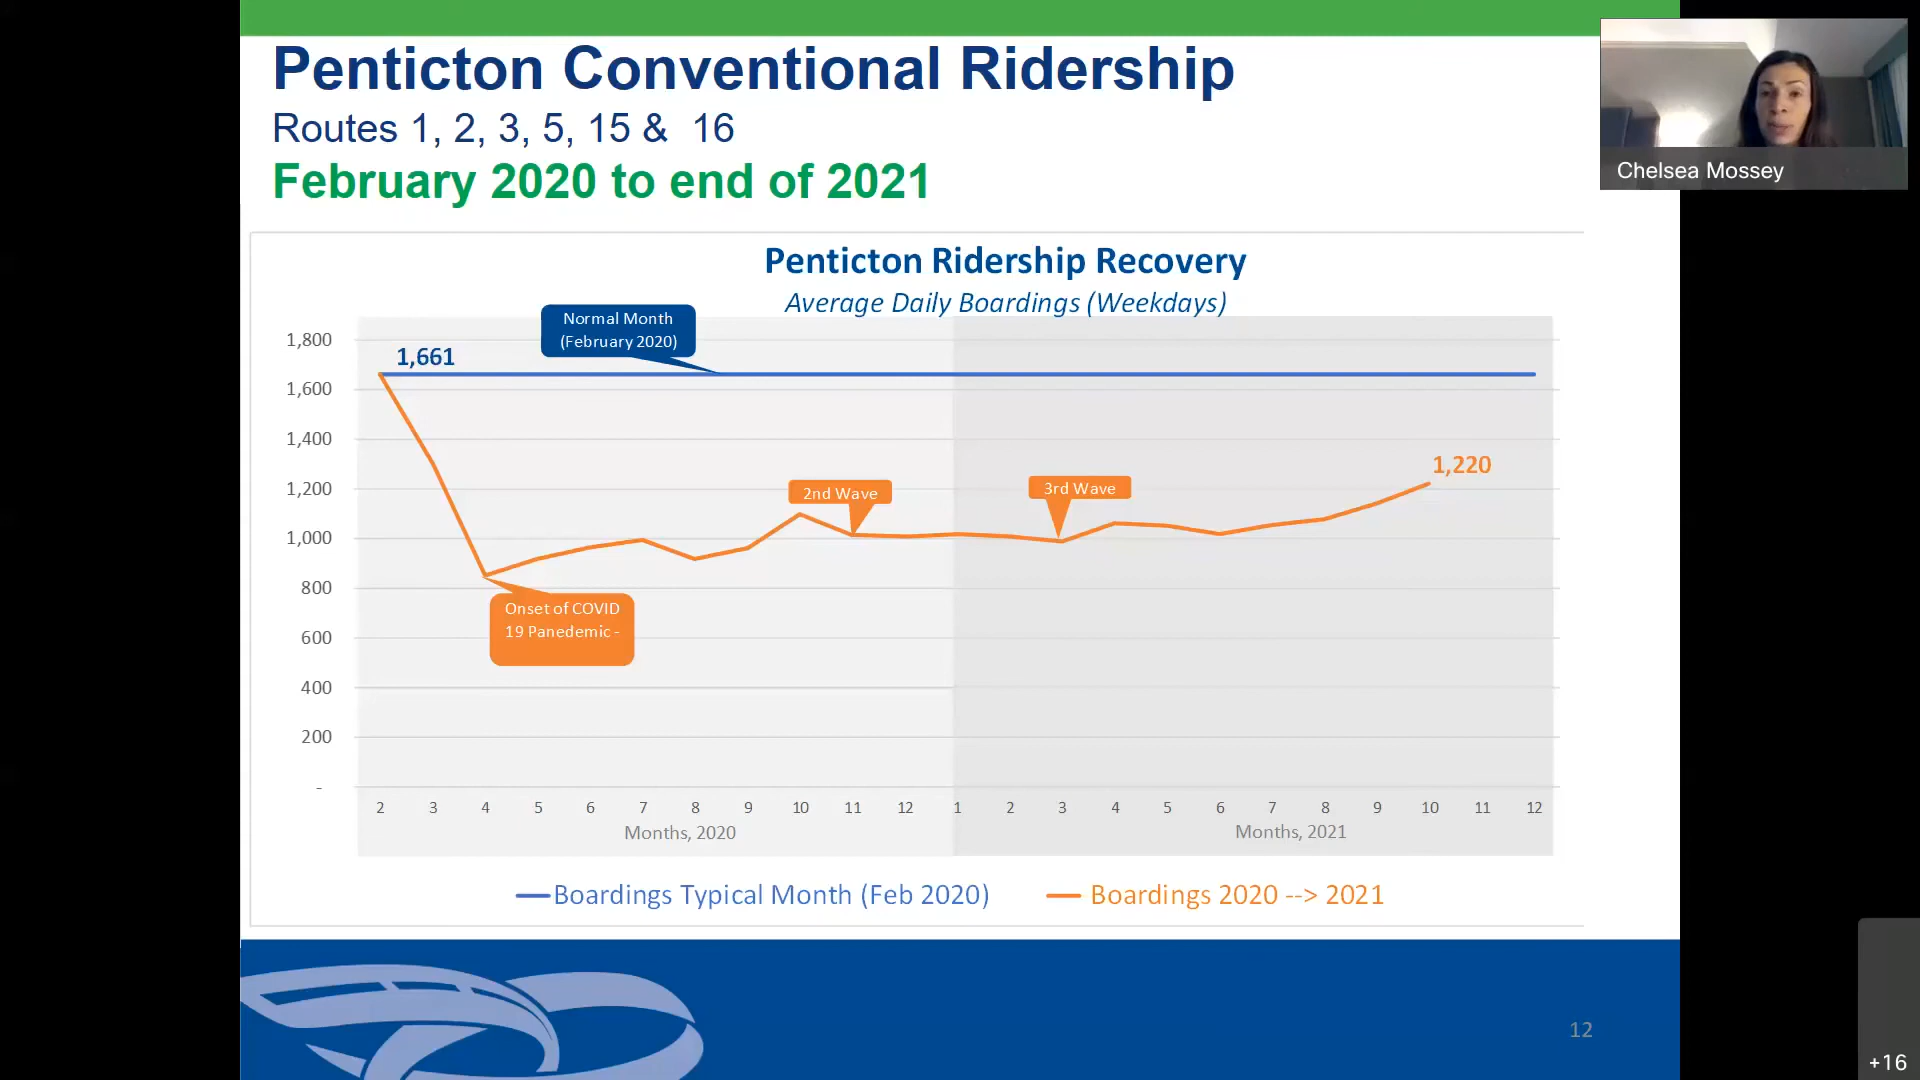 Penticton Conventional Ridership
Routes 1, 2, 3, 5, 15 & 16
February 2020 to end of 2021
Chelsea Mossey
Penticton Ridership Recovery
Average Daily Boardings (Weekdays)
Normal Month
(February 2020)
1,800
1,661
1,600
1,400
1,220
1,200
2nd Wave
3rd Wave
1,000
800
Onset of COVID
19 Panedemic -
600
400
200
-
2 3 4 5 6 7 8 9 10 11 12 1 2 3 4 5 6 7 8 9 10 11 12
Months, 2020
Months, 2021
Boardings Typical Month (Feb 2020)
Boardings 2020 --> 2021
12
+16